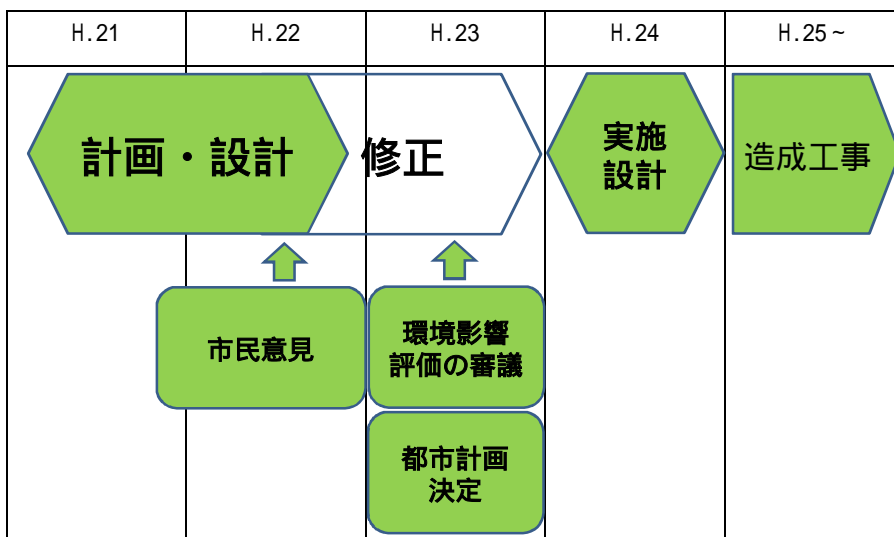 H.21
H.22
H.23
H.24
H.25～
計画・設計
修正
実施
設計
造成工事
市民意見
環境影響
評価の審議
都市計画
決定